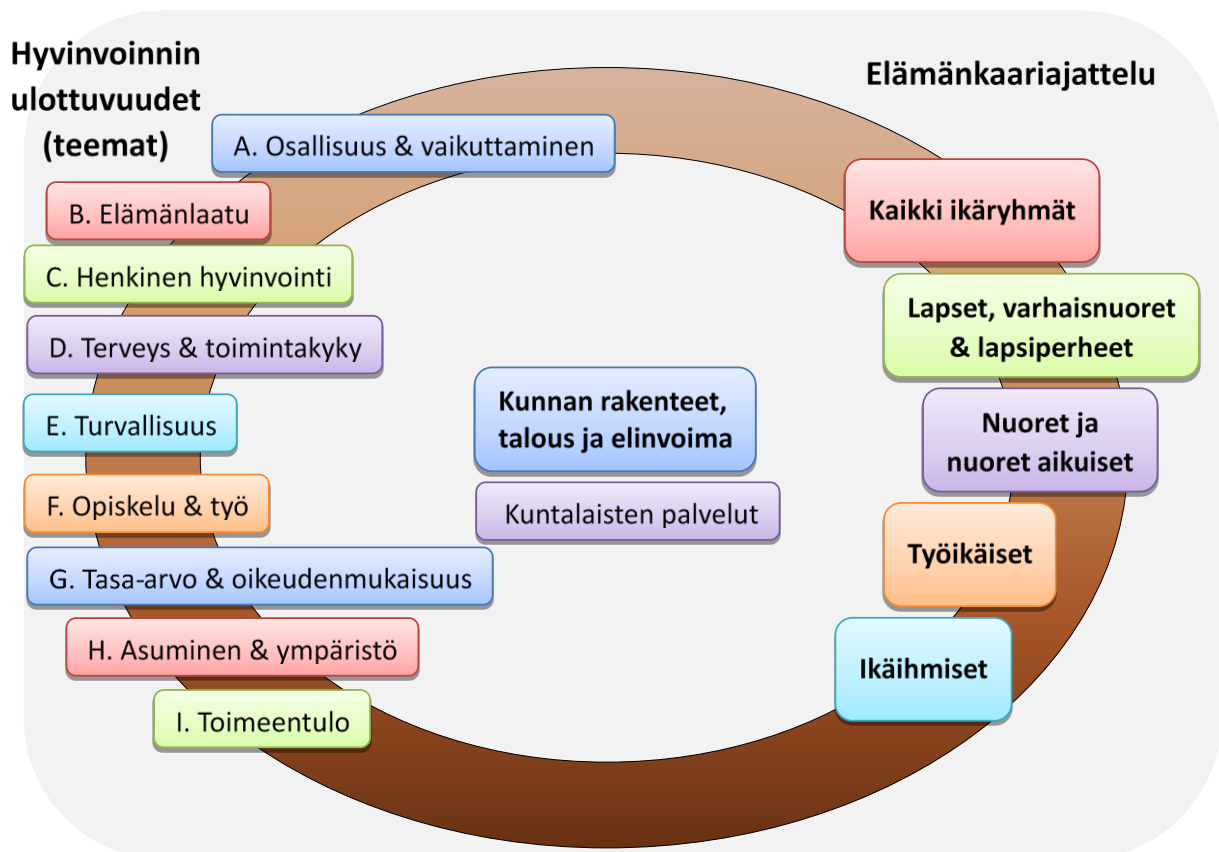 Hyvinvoinnin
ulottuvuudet
(teemat)
A. Osallisuus & vaikuttaminen
B. Elämänlaatu
C. Henkinen hyvinvointi
D. Terveys & toimintakyky
E. Turvallisuus
F. Opiskelu & työ
G. Tasa-arvo & oikeudenmukaisuus
H. Asuminen & ympäristö
I. Toimeentulo
Kunnan rakenteet,
talous ja elinvoima
Kuntalaisten palvelut
Elämänkaariajattelu
Kaikki ikäryhmät
Lapset, varhaisnuoret
& lapsiperheet
Nuoret ja
nuoret aikuiset
Työikäiset
Ikäihmiset